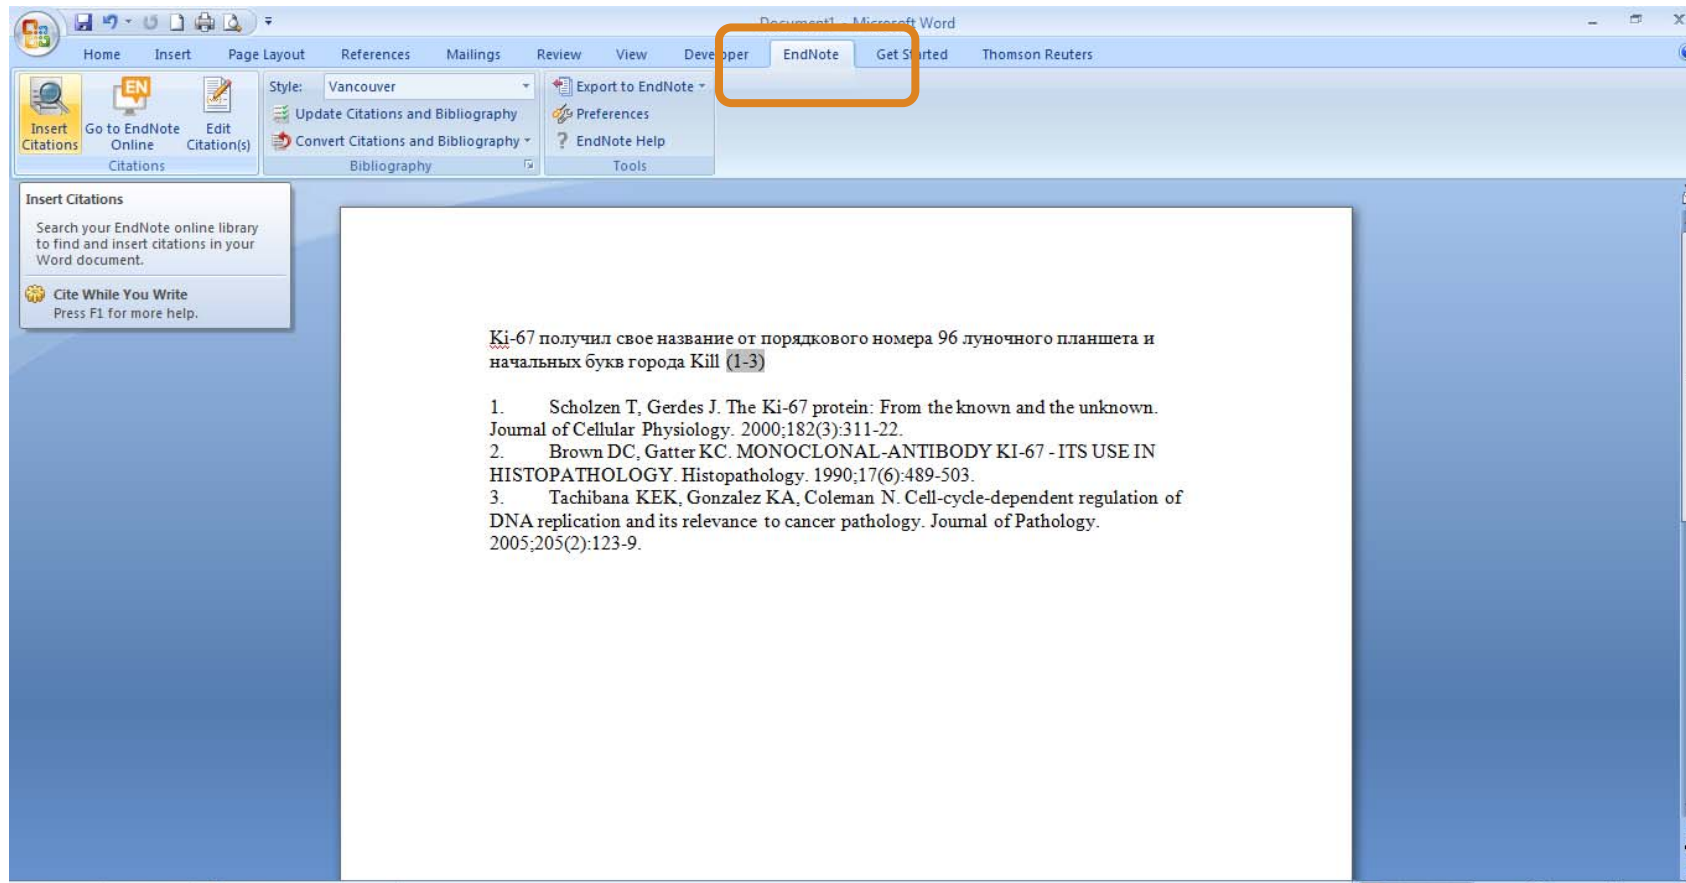 Document1 - Microsoft Word
Home Insert Page Layout References Mailings Review View Developer EndNote Get Started Thomson Reuters
Insert Citations
Go to EndNote Online
Edit Citation(s)
Citations
Style: Vancouver
Update Citations and Bibliography
Convert Citations and Bibliography
Bibliography
Export to EndNote
Preferences
EndNote Help
Tools
Insert Citations
Search your EndNote online library
to find and insert citations in your
Word document.
Cite While You Write
Press F1 for more help.
Ki-67 получил свое название от порядкового номера 96 луночного планшета и
начальных букв города Kill (1-3)
1. Scholzen T, Gerdes J. The Ki-67 protein: From the known and the unknown.
Journal of Cellular Physiology. 2000;182(3):311-22.
2. Brown DC, Gatter KC. MONOCLONAL-ANTIBODY KI-67 - ITS USE IN
HISTOPATHOLOGY. Histopathology. 1990;17(6):489-503.
3. Tachibana KEK, Gonzalez KA, Coleman N. Cell-cycle-dependent regulation of
DNA replication and its relevance to cancer pathology. Journal of Pathology.
2005;205(2):123-9.